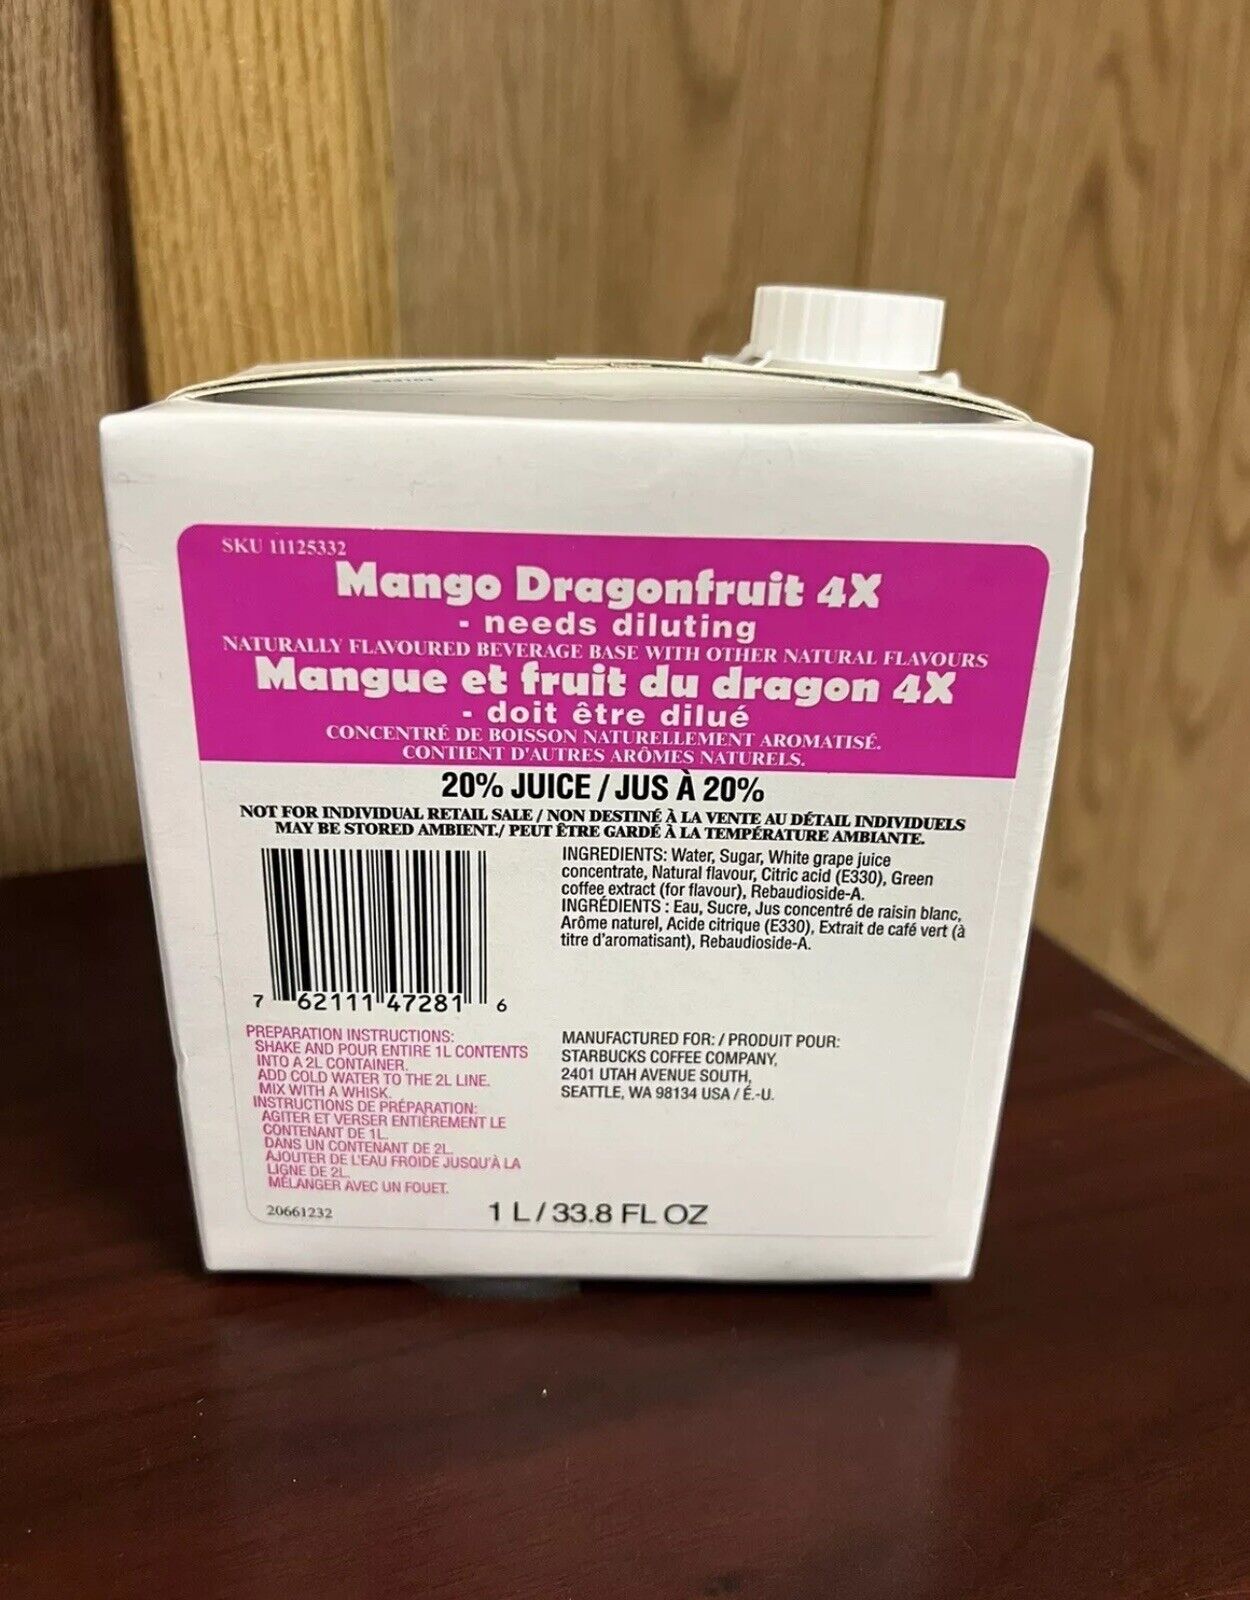 SKU 11125332
Mango Dragonfruit 4X
- needs diluting
NATURALLY FLAVOURED BEVERAGE BASE WITH OTHER NATURAL FLAVOURS
Mangue et fruit du dragon 4X
- doit être dilué
CONCENTRÉ DE BOISSON NATURELLEMENT AROMATISÉ.
CONTIENT D'AUTRES ARÔMES NATURELS.
20% JUICE / JUS À 20%
NOT FOR INDIVIDUAL RETAIL SALE / NON DESTINÉ À LA VENTE AU DÉTAIL INDIVIDUELS
MAY BE STORED AMBIENT./ PEUT ÊTRE GARDÉ À LA TEMPÉRATURE AMBIANTE.
INGREDIENTS: Water, Sugar, White grape juice
concentrate, Natural flavour, Citric acid (E330), Green
coffee extract (for flavour), Rebaudioside-A.
INGRÉDIENTS : Eau, Sucre, Jus concentré de raisin blanc,
Arôme naturel, Acide citrique (E330), Extrait de café vert (à
titre d'aromatisant), Rebaudioside-A.
7 62111 47281 6
PREPARATION INSTRUCTIONS:
SHAKE AND POUR ENTIRE 1L CONTENTS
INTO A 2L CONTAINER.
ADD COLD WATER TO THE 2L LINE.
MIX WITH A WHISK.
INSTRUCTIONS DE PRÉPARATION:
AGITER ET VERSER ENTIÈREMENT LE
CONTENANT DE 1L.
DANS UN CONTENANT DE 2L.
AJOUTER DE L'EAU FROIDE JUSQU'À LA
LIGNE DE 2L.
MÉLANGER AVEC UN FOUET.
MANUFACTURED FOR: / PRODUIT POUR:
STARBUCKS COFFEE COMPANY,
2401 UTAH AVENUE SOUTH,
SEATTLE, WA 98134 USA / É.-U.
20661232
1 L / 33.8 FL OZ